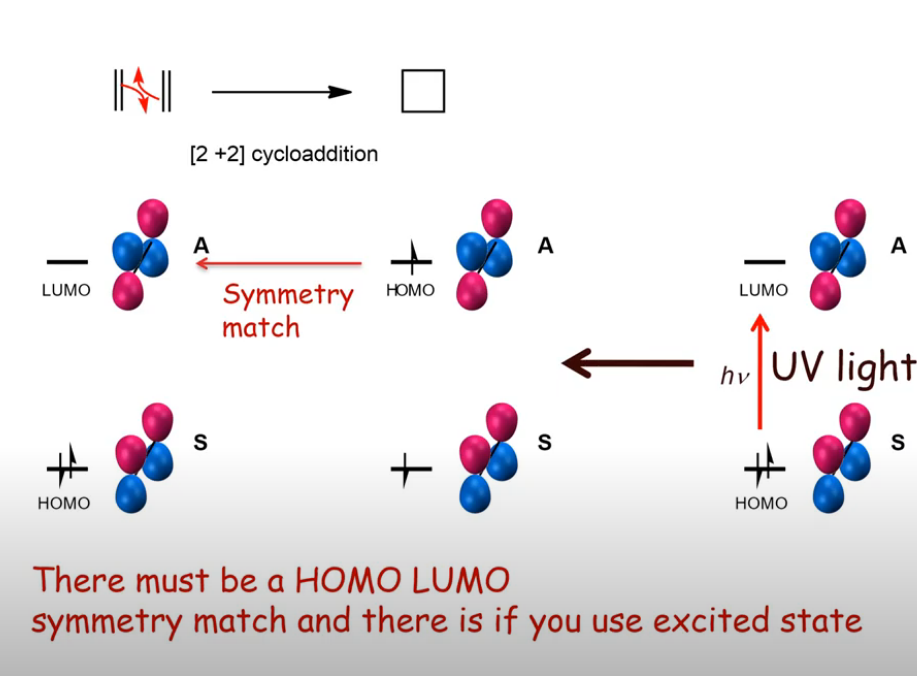 [2 +2] cycloaddition
A
A
A
LUMO
HOMO
LUMO
Symmetry
match
hν
UV light
S
S
S
HOMO
HOMO
There must be a HOMO LUMO
symmetry match and there is if you use excited state